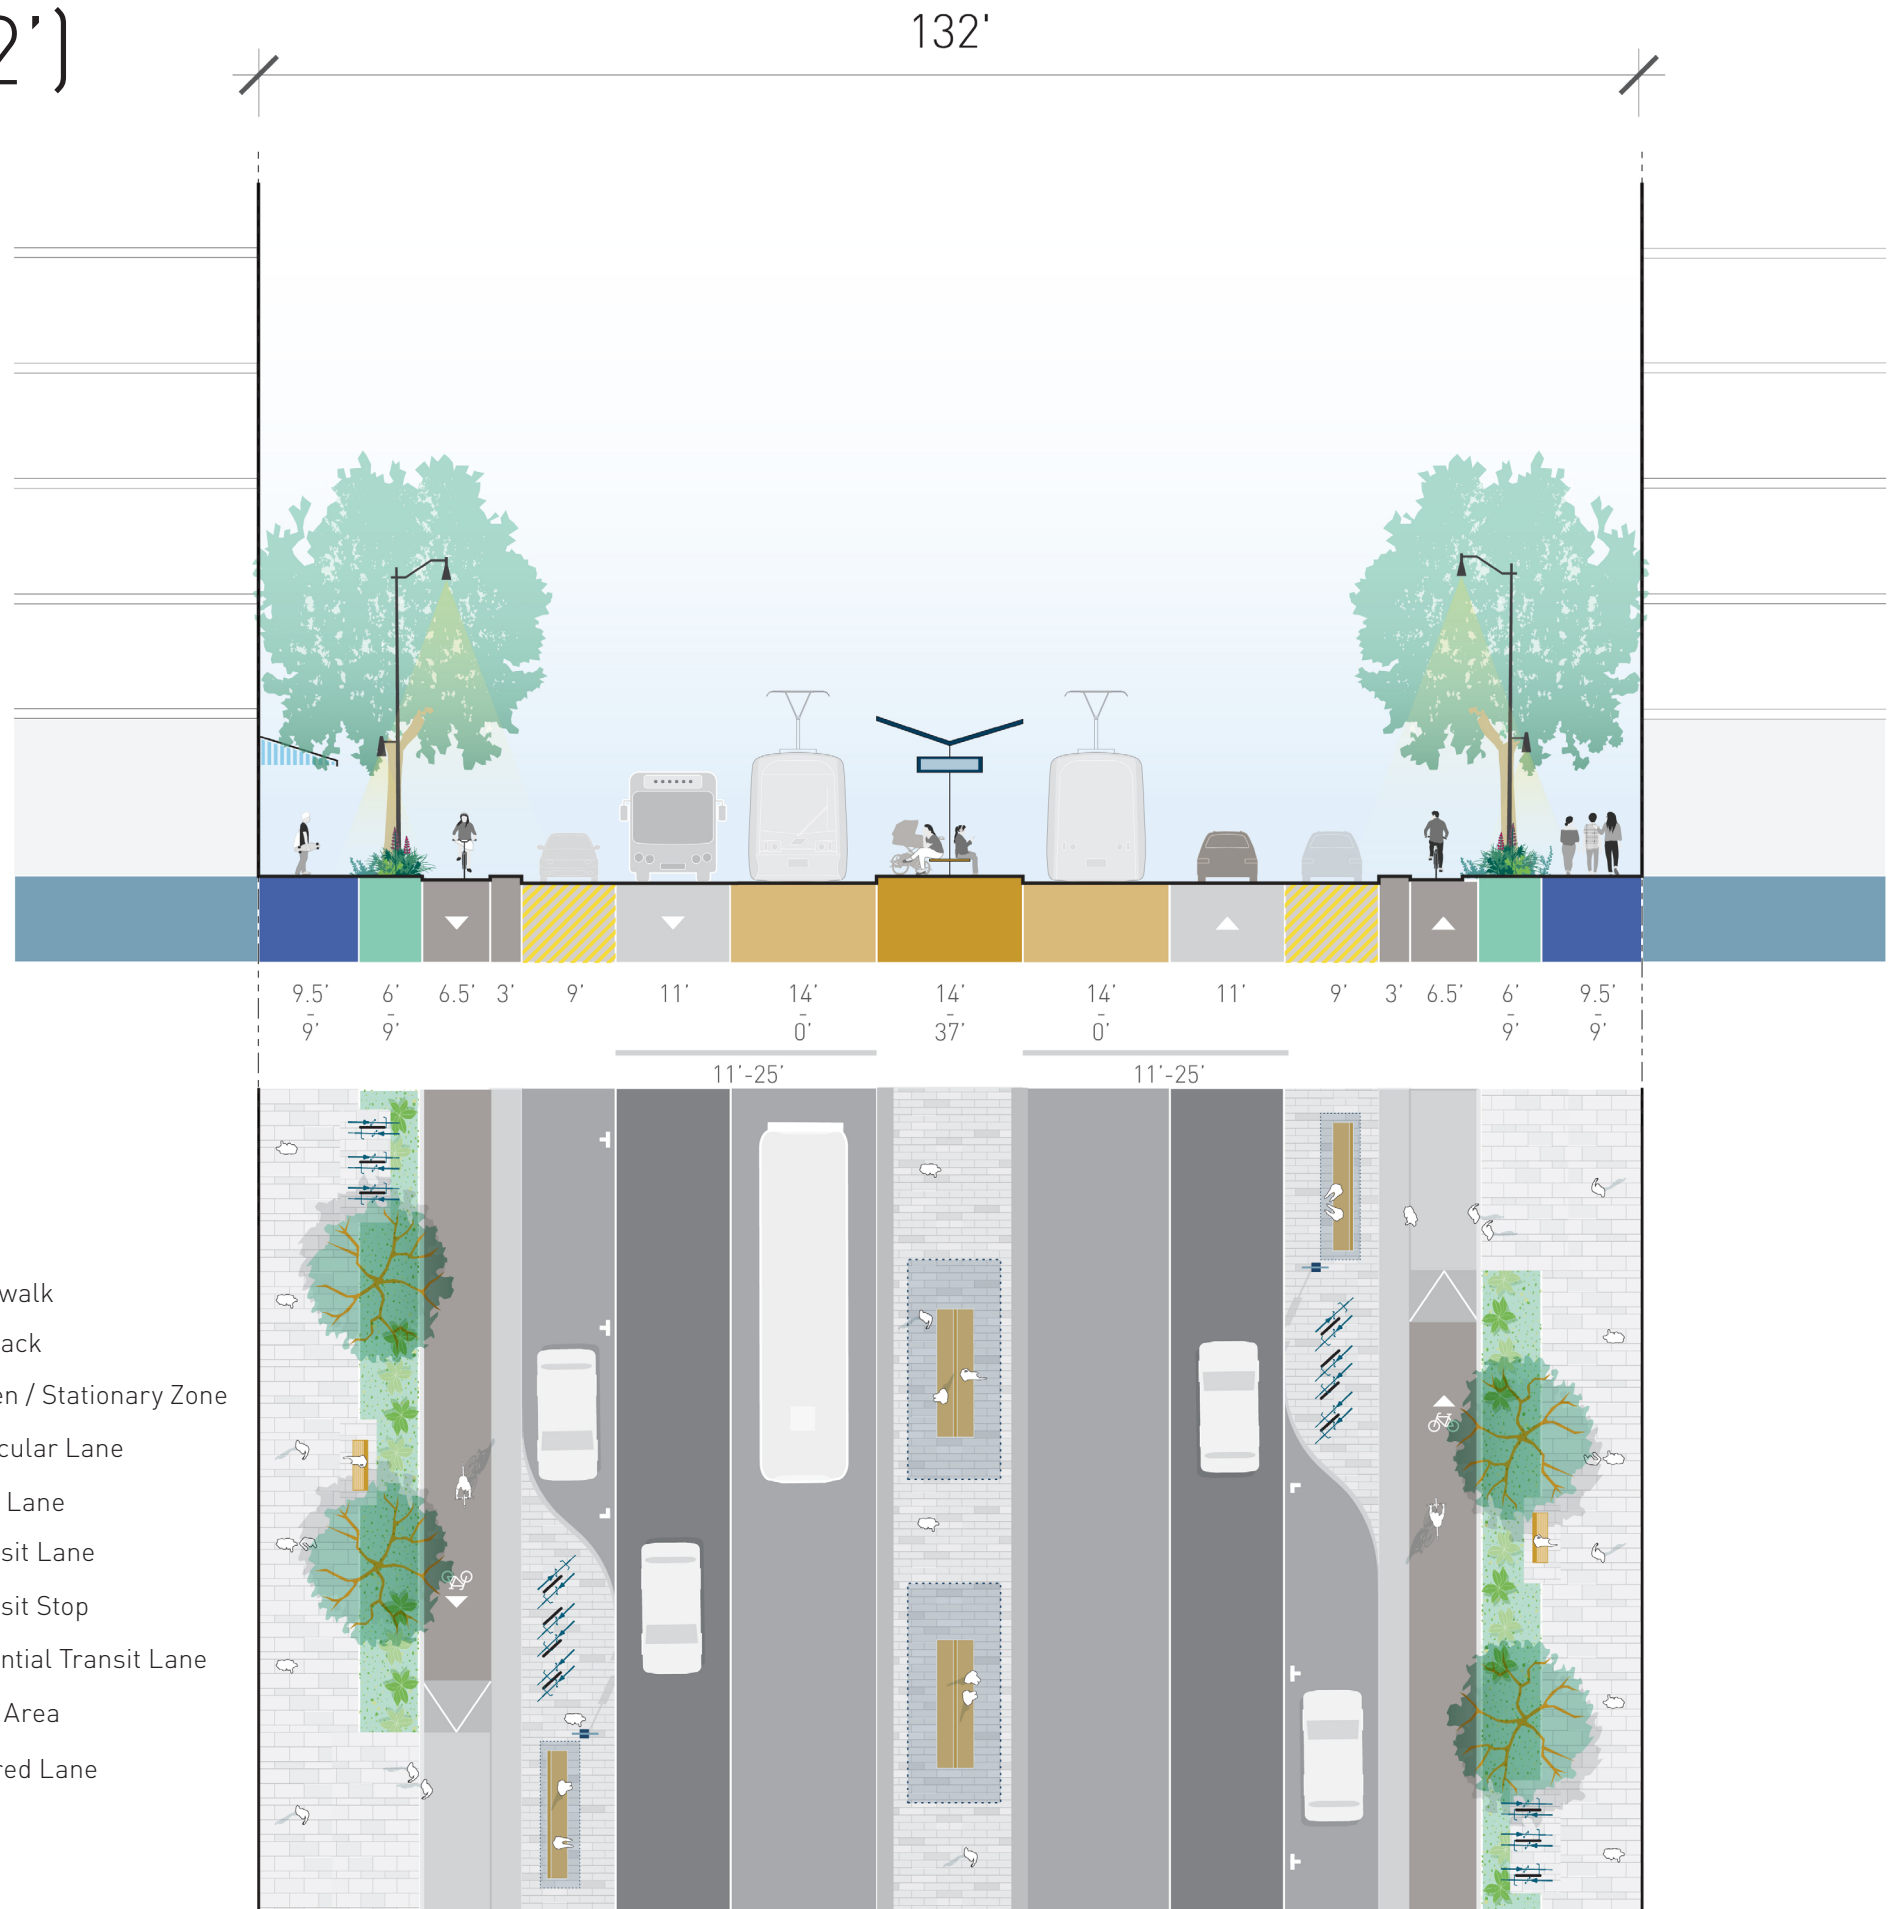 2')
132'
9.5' 6' 6.5' 3' 9' 11' 14' 14' 14' 11' 9' 3' 6.5' 6' 9.5'
- - - - - - -
9' 9' 0' 37' 0' 9' 9'
11'-25' 11'-25'
walk
ack
en / Stationary Zone
cular Lane
Lane
sit Lane
sit Stop
ntial Transit Lane
Area
red Lane